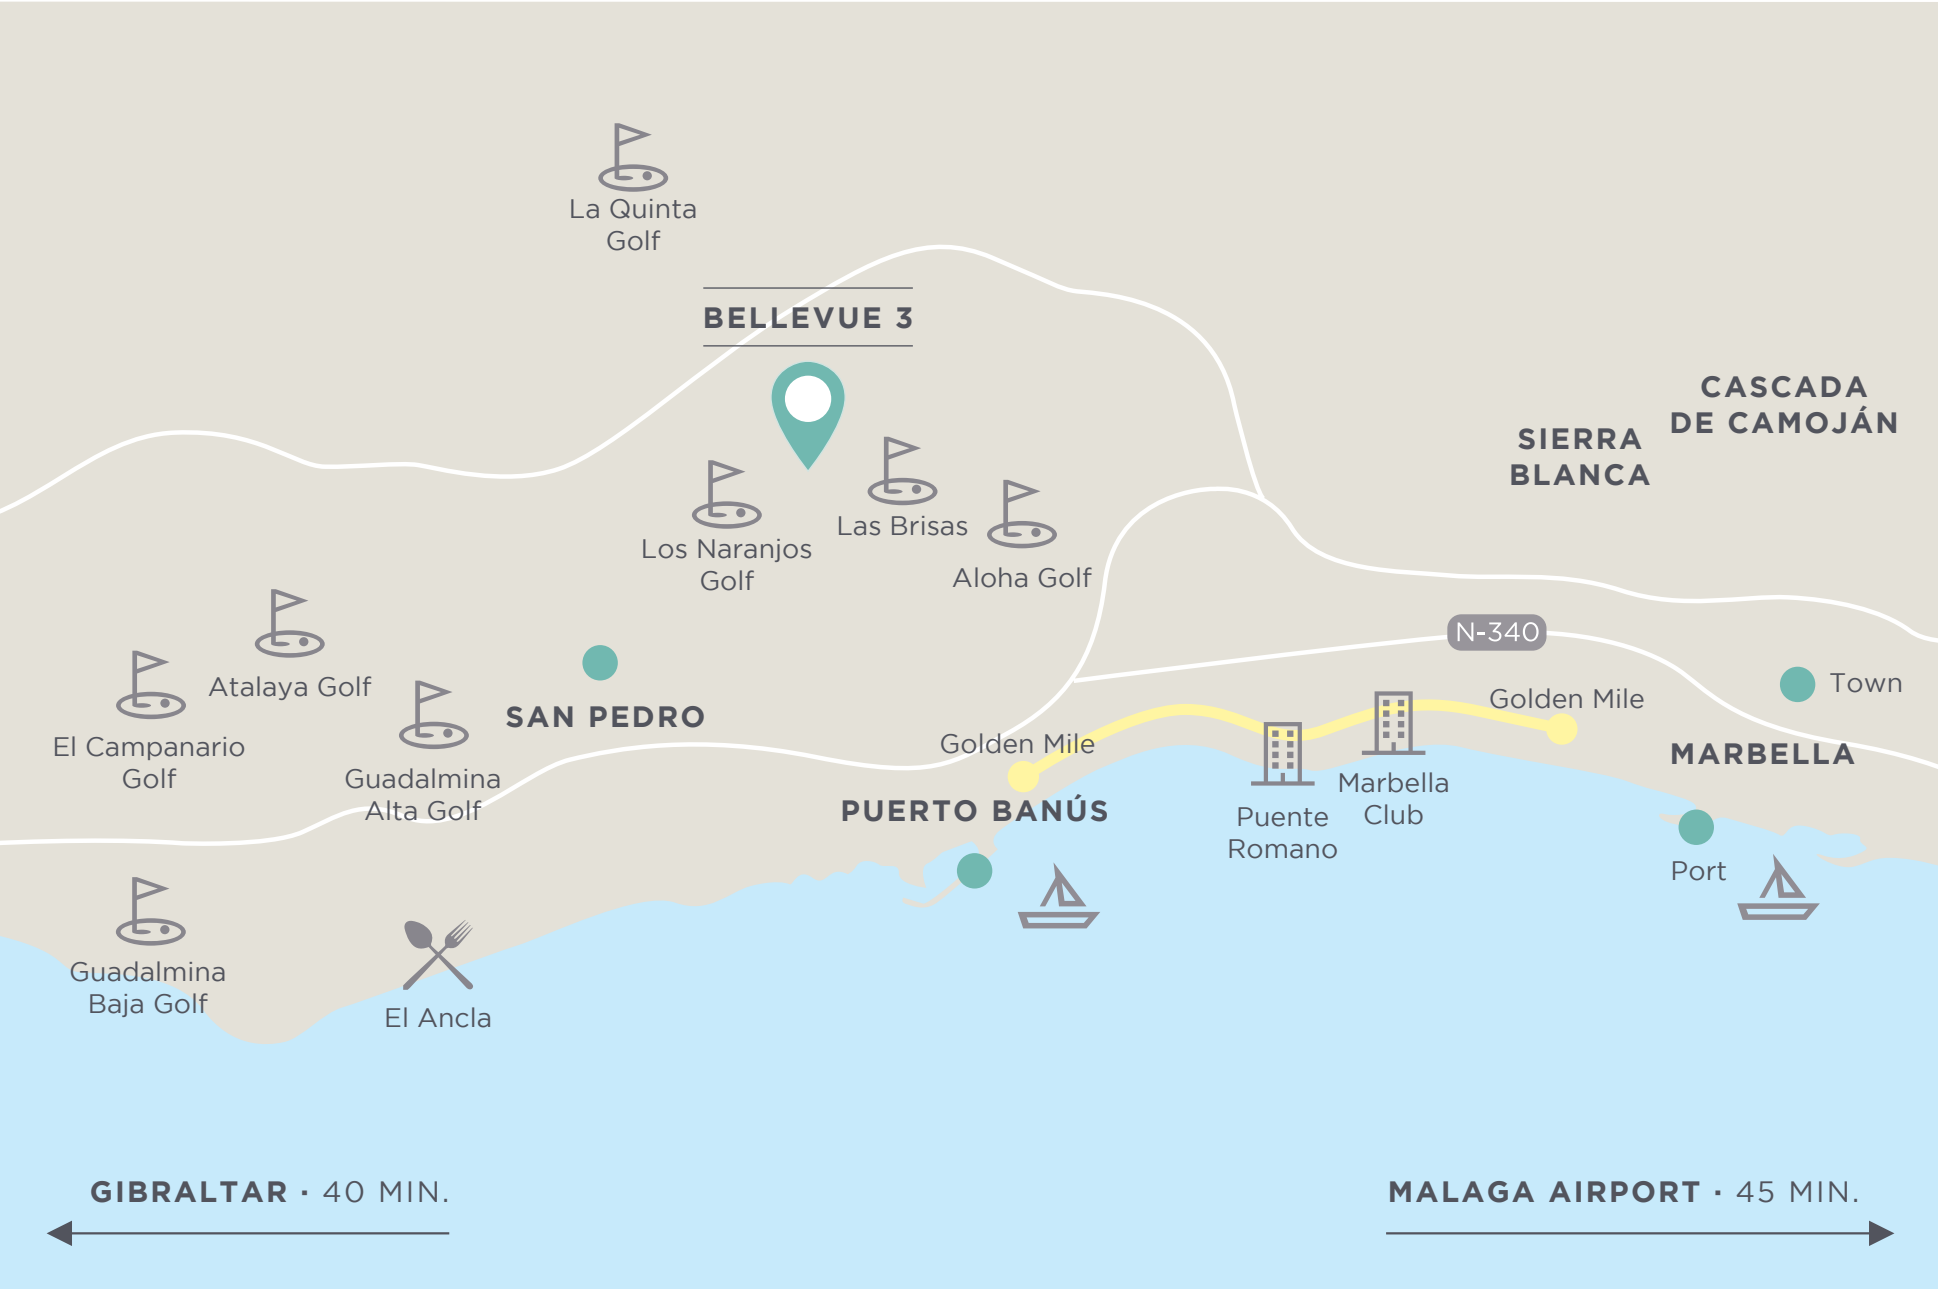 La Quinta
Golf
BELLEVUE 3
CASCADA
DE CAMOJÁN
SIERRA
BLANCA
Las Brisas
Los Naranjos
Golf
Aloha Golf
N-340
Atalaya Golf
Town
Golden Mile
SAN PEDRO
El Campanario
Golf
Golden Mile
MARBELLA
Guadalmina
Alta Golf
Marbella
Club
PUERTO BANÚS
Puente
Romano
Port
Guadalmina
Baja Golf
El Ancla
GIBRALTAR · 40 MIN.
MALAGA AIRPORT · 45 MIN.